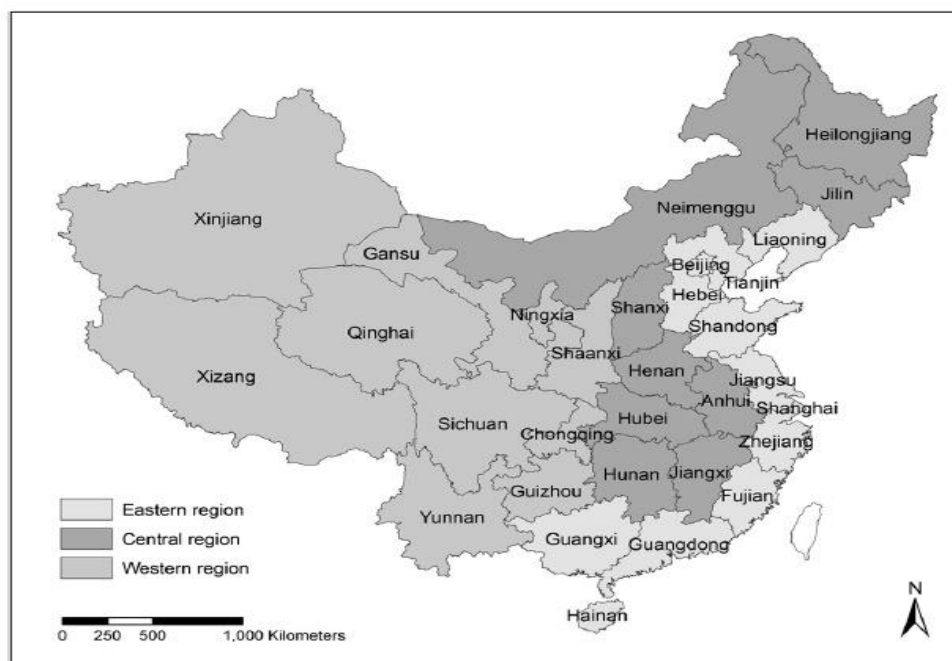 Heilongjiang
Jilin
Neimenggu
Xinjiang
Liaoning
Gansu
Beijing
Tianjin
Hebei
Ningxia
Shanxi
Shandong
Qinghai
Shaanxi
Henan
Xizang
Jiangsu
Anhui
Shanghai
Sichuan
Hubei
Chongqing
Zhejiang
Hunan
Jiangxi
Guizhou
Fujian
Eastern region
Yunnan
Central region
Guangxi
Guangdong
Western region
Hainan
N
0 250 500 1,000 Kilometers